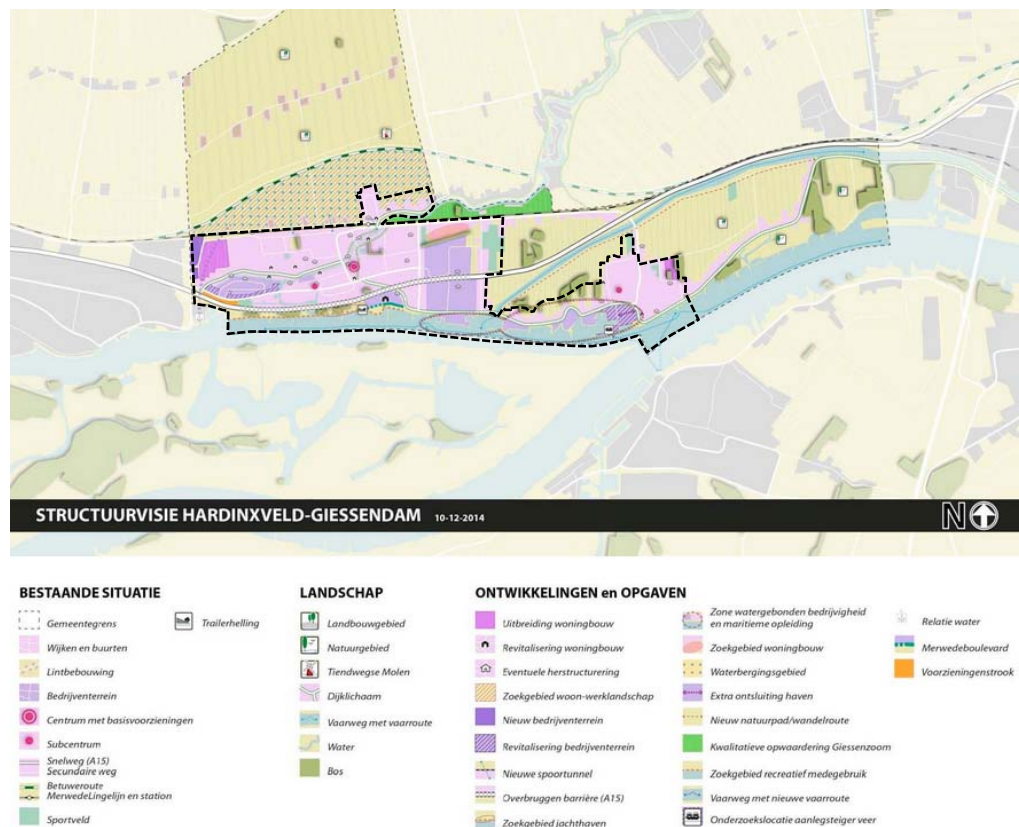 STRUCTUURVISIE HARDINXVELD-GIESSENDAM 10-12-2014
N
BESTAANDE SITUATIE
Gemeentegrens
Wijken en buurten
Lintbebouwing
Bedrijventerrein
Centrum met basisvoorzieningen
Subcentrum
Snelweg (A15)
Secundaire weg
Betuweroute
MerwedeLingelijn en station
Sportveld
Trailerhelling
LANDSCHAP
Landbouwgebied
Natuurgebied
Tiendwegse Molen
Dijklichaam
Vaarweg met vaarroute
Water
Bos
ONTWIKKELINGEN en OPGAVEN
Uitbreiding woningbouw
Revitalisering woningbouw
Eventuele herstructurering
Zoekgebied woon-werklandschap
Nieuw bedrijventerrein
Revitalisering bedrijventerrein
Nieuwe spoortunnel
Overbruggen barrière (A15)
Zoekgebied jachthaven
Zone watergebonden bedrijvigheid
en maritieme opleiding
Zoekgebied woningbouw
Waterbergingsgebied
Extra ontsluiting haven
Nieuw natuurpad/wandelroute
Kwalitatieve opwaardering Giessenzoom
Zoekgebied recreatief medegebruik
Vaarweg met nieuwe vaarroute
Onderzoekslocatie aanlegsteiger veer
Relatie water
Merwedeboulevard
Voorzieningenstrook